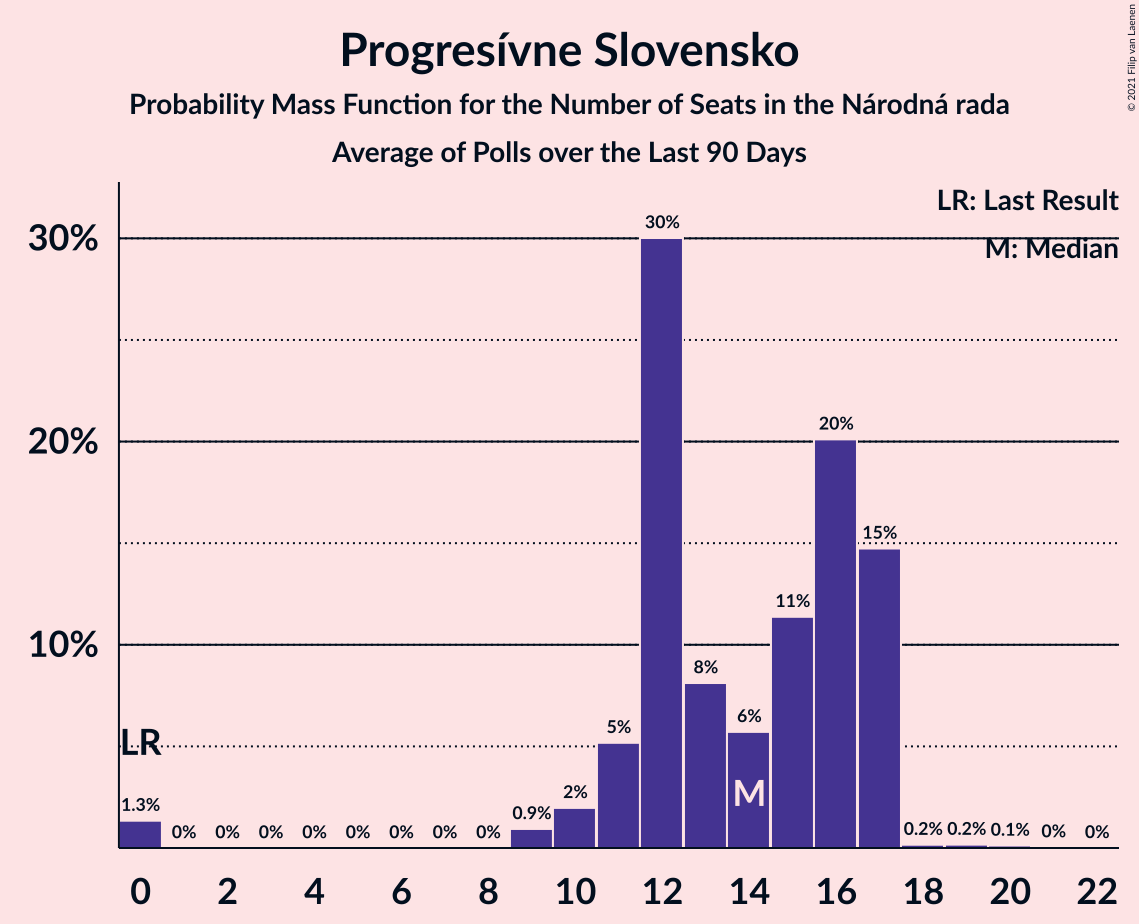 Progresívne Slovensko
Probability Mass Function for the Number of Seats in the Národná rada
Average of Polls over the Last 90 Days
© 2021 Filip van Laenen
LR: Last Result
M: Median
30%
20%
10%
LR
M
1.3%
0%
0%
0%
0%
0%
0%
0%
0%
0.9%
2%
5%
30%
8%
6%
11%
20%
15%
0.2%
0.2%
0.1%
0%
0%
0 2 4 6 8 10 12 14 16 18 20 22